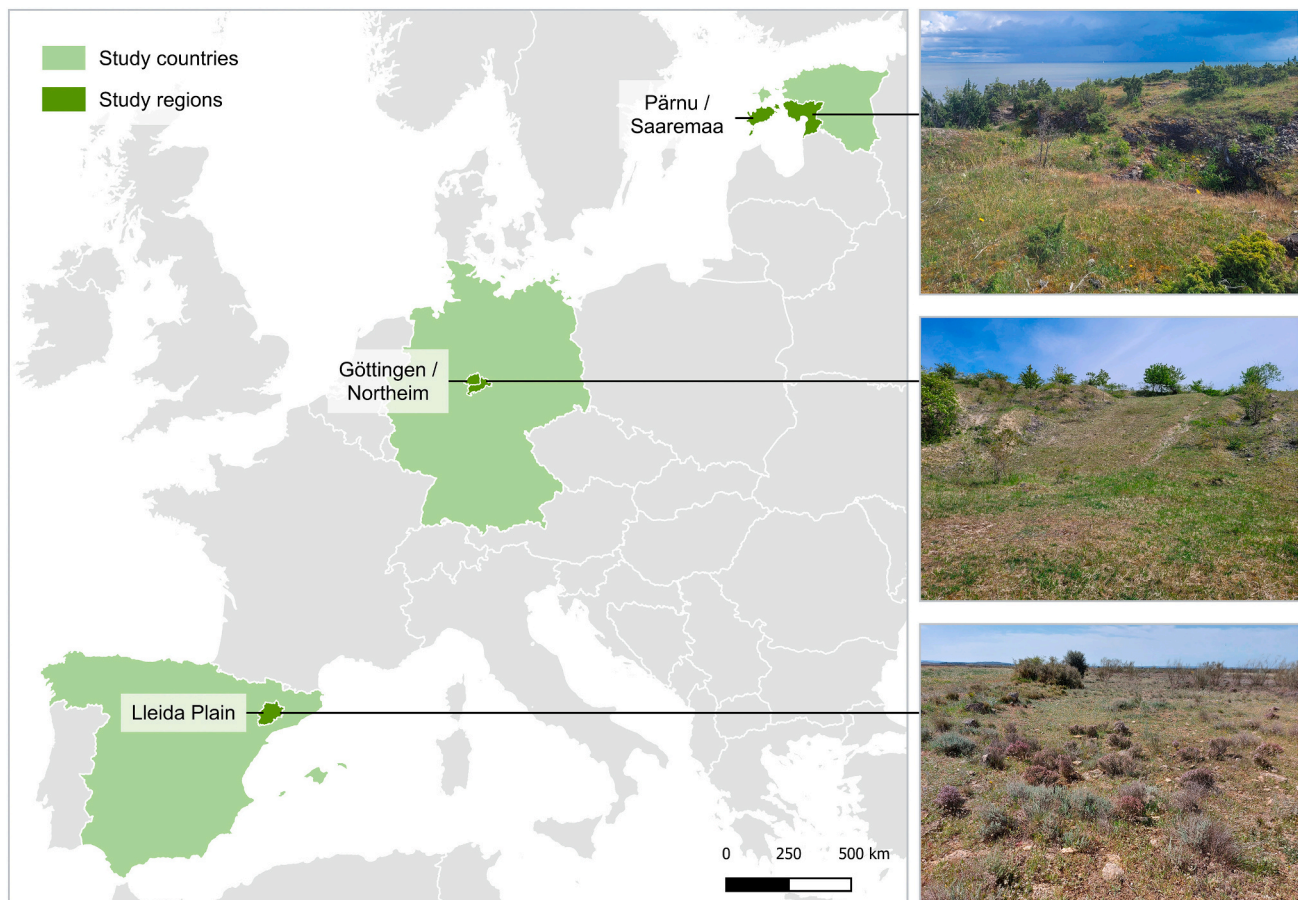 Study countries
Study regions
Pärnu /
Saaremaa
Göttingen /
Northeim
Lleida Plain
0 250 500 km